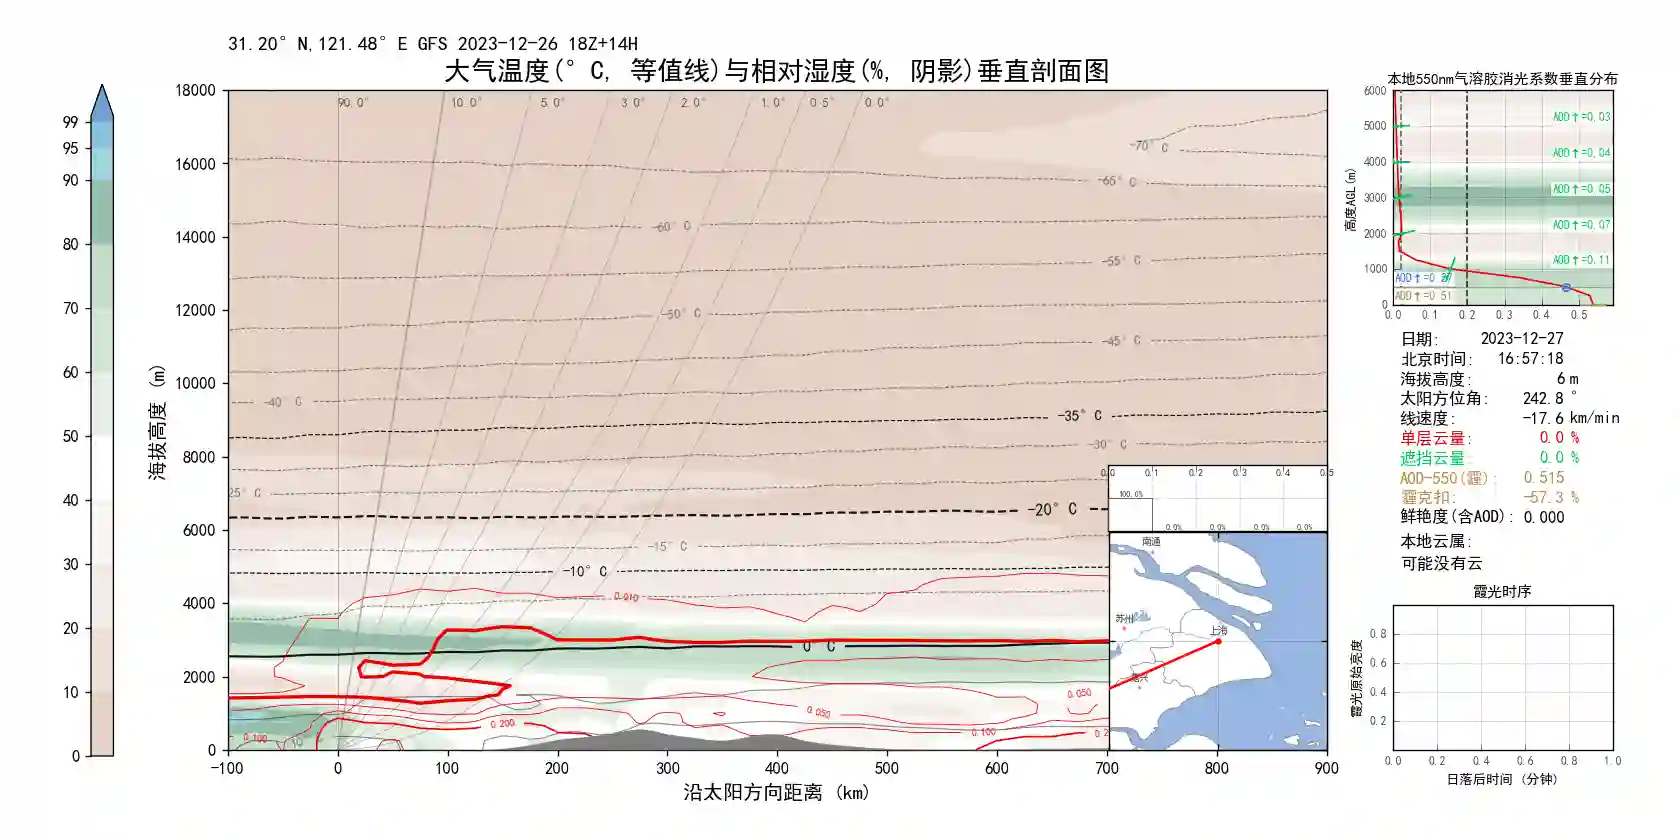 31.20° N,121.48° E GFS 2023-12-26 18Z+14H
大气温度(° C, 等值线)与相对湿度(%, 阴影)垂直剖面图
99
95
90
80
70
60
50
40
30
20
10
0
海拔高度 (m)
18000
16000
14000
12000
10000
8000
6000
4000
2000
0
90.0° 10.0° 5.0° 3.0° 2.0° 1.0° 0.5° 0.0°
-70° C
-65° C
-60° C
-55° C
-50° C
-45° C
-40° C
-35° C
-30° C
25° C
-20° C
-15° C
-10° C
0° C
0.010
0.050
0.050
0.200
0.100
0.100
0.2
10
-100 0 100 200 300 400 500 600 700 800 900
沿太阳方向距离 (km)
0.0 0.1 0.2 0.3 0.4 0.5
100.0%
0.0% 0.0% 0.0% 0.0%
南通
苏州
上海
嘉兴
本地550nm气溶胶消光系数垂直分布
高度AGL(m)
6000
5000
4000
3000
2000
1000
0
AOD↑=0.03
AOD↑=0.04
AOD↑=0.05
AOD↑=0.07
AOD↑=0.11
AOD↑=0.27
AOD↑=0.51
0.0 0.1 0.2 0.3 0.4 0.5
日期: 2023-12-27
北京时间: 16:57:18
海拔高度: 6 m
太阳方位角: 242.8 °
线速度: -17.6 km/min
单层云量: 0.0 %
遮挡云量: 0.0 %
AOD-550(霾): 0.515
霾克扣: -57.3 %
鲜艳度(含AOD): 0.000
本地云属:
可能没有云
霞光时序
霞光原始亮度
0.8
0.6
0.4
0.2
0.0 0.2 0.4 0.6 0.8 1.0
日落后时间 (分钟)